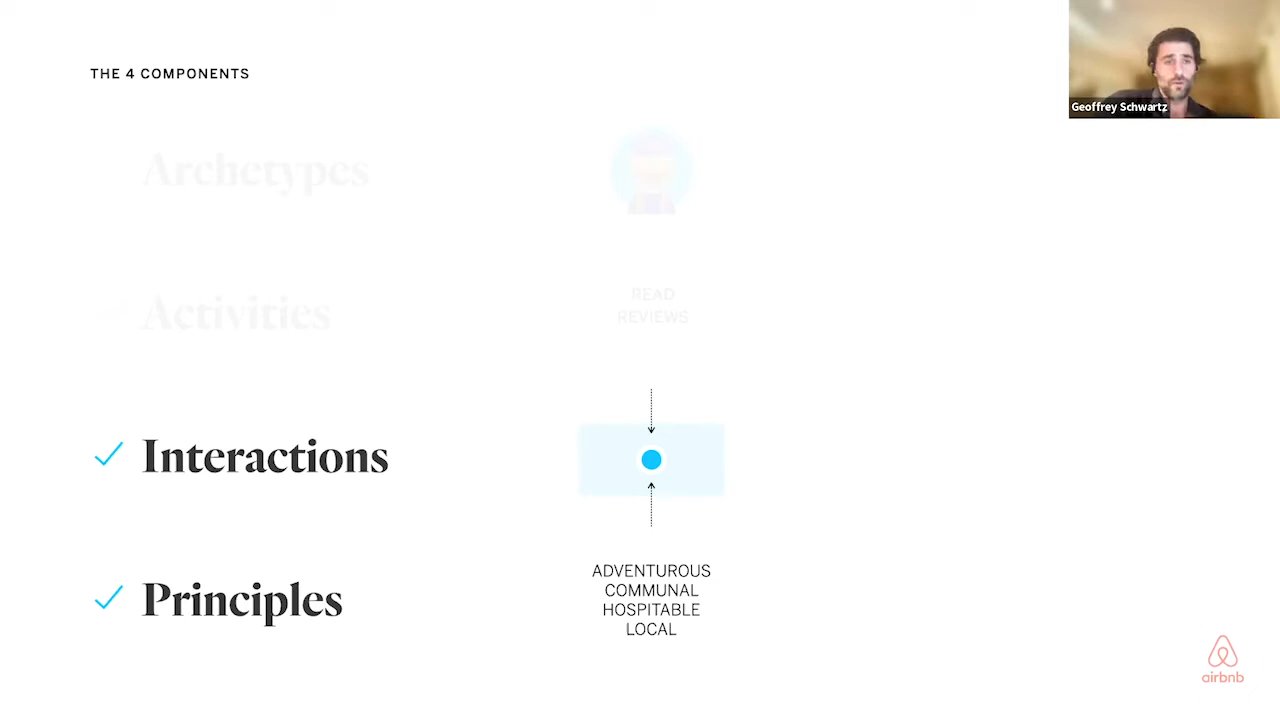 THE 4 COMPONENTS
Geoffrey Schwartz
Archetypes
Activities
READ
REVIEWS
Interactions
Principles
ADVENTUROUS
COMMUNAL
HOSPITABLE
LOCAL
airbnb